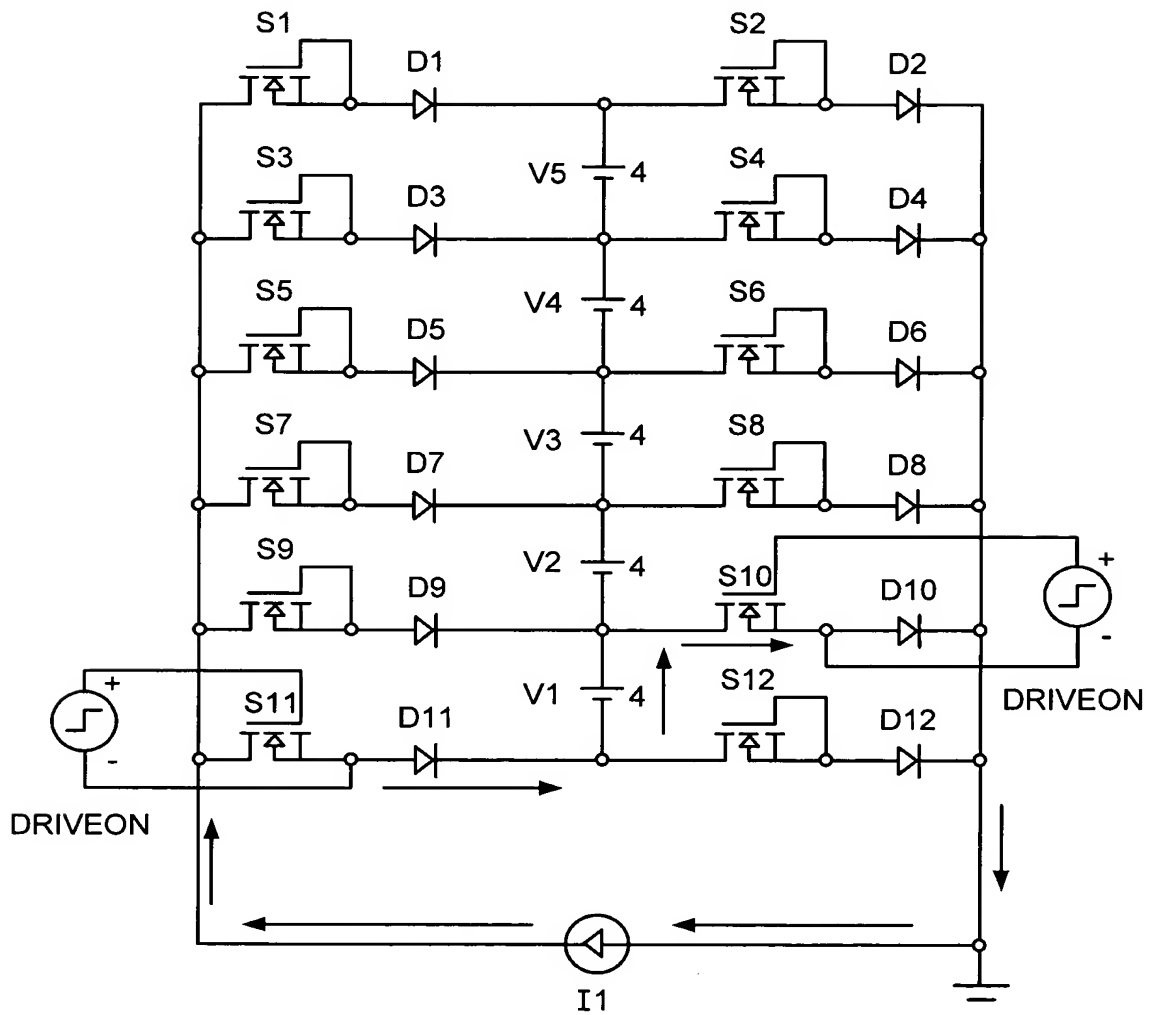 S1 S2
D1 D2
V5 4
S3 S4
D3 D4
V4 4
S5 S6
D5 D6
V3 4
S7 S8
D7 D8
V2 4
S9 S10
D9 D10
+
-
DRIVEON
V1 4
+
S11 S12
D11 D12
-
DRIVEON
I1